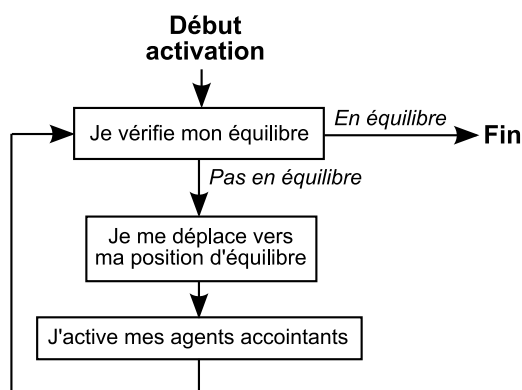 Début
activation
Je vérifie mon équilibre
En équilibre
Fin
Pas en équilibre
Je me déplace vers
ma position d'équilibre
J'active mes agents accointants